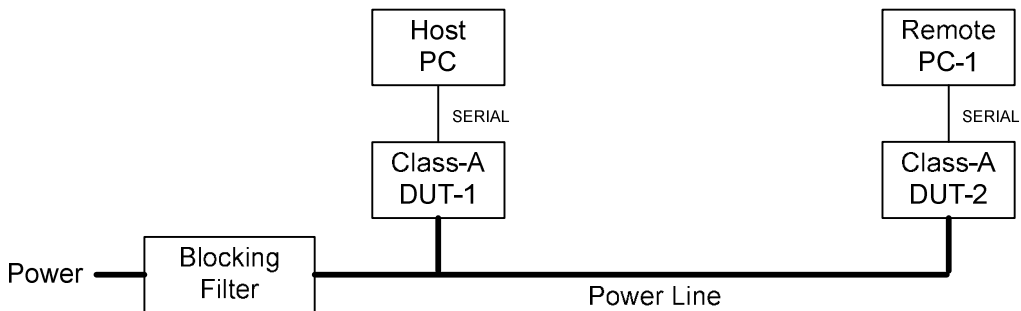 Host
PC
Remote
PC-1
SERIAL
SERIAL
Class-A
DUT-1
Class-A
DUT-2
Power
Blocking
Filter
Power Line